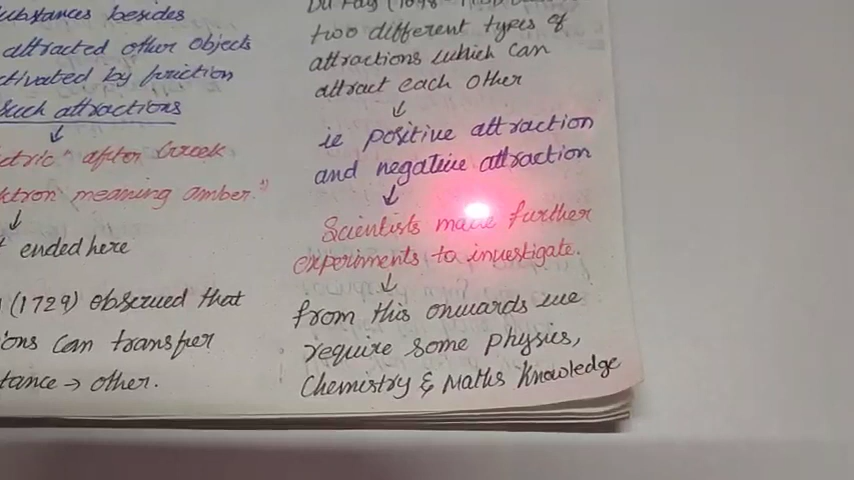 substances besides
attracted other objects
activated by friction
such attractions
etric" after Greek
ktron meaning amber."
ended here
(1729) observed that
ons can transfer
tance → other.
Du Fay (1698 -
two different types of
attractions which can
attract each other
ie positive attraction
and negative attraction
Scientists made further
experiments to investigate.
from this onwards we
require some physics,
Chemistry & Maths Knowledge